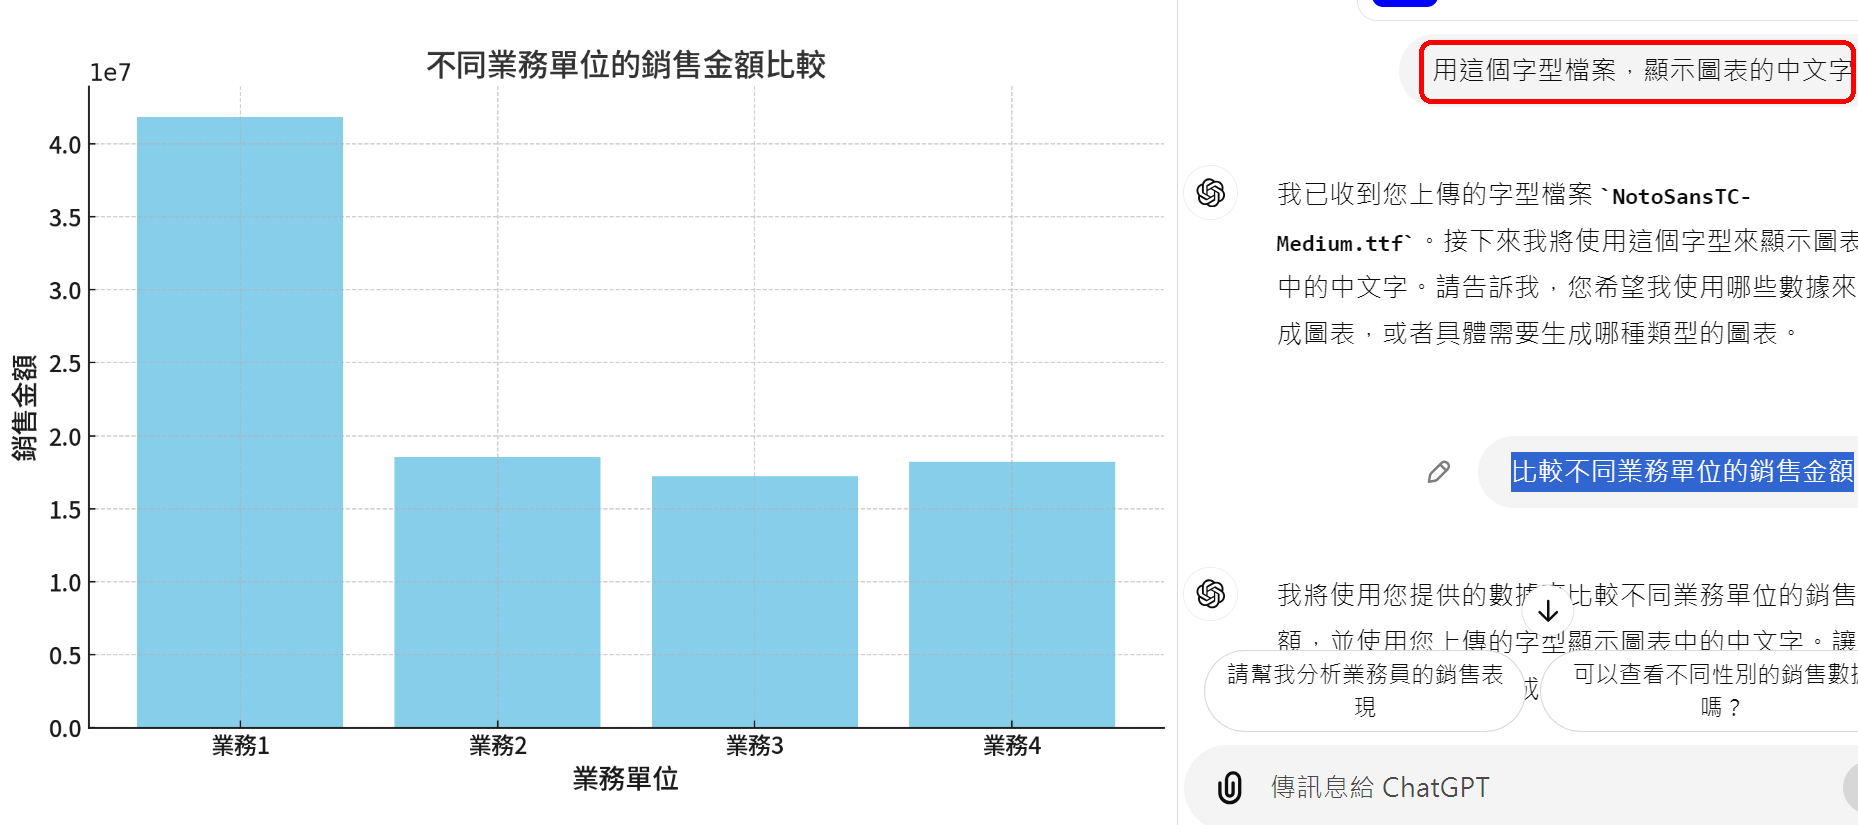 不同業務單位的銷售金額比較
1e7
4.0
3.5
3.0
2.5
2.0
1.5
1.0
0.5
0.0
銷售金額
業務1
業務2
業務3
業務4
業務單位
用這個字型檔案，顯示圖表的中文字
我已收到您上傳的字型檔案 `NotoSansTC-
Medium.ttf`。接下來我將使用這個字型來顯示圖表
中的中文字。請告訴我，您希望我使用哪些數據來
成圖表，或者具體需要生成哪種類型的圖表。
比較不同業務單位的銷售金額
我將使用您提供的數據比較不同業務單位的銷售
額，並使用您上傳的字型顯示圖表中的中文字。讓
請幫我分析業務員的銷售表
現
可以查看不同性別的銷售數據
嗎？
傳訊息給 ChatGPT